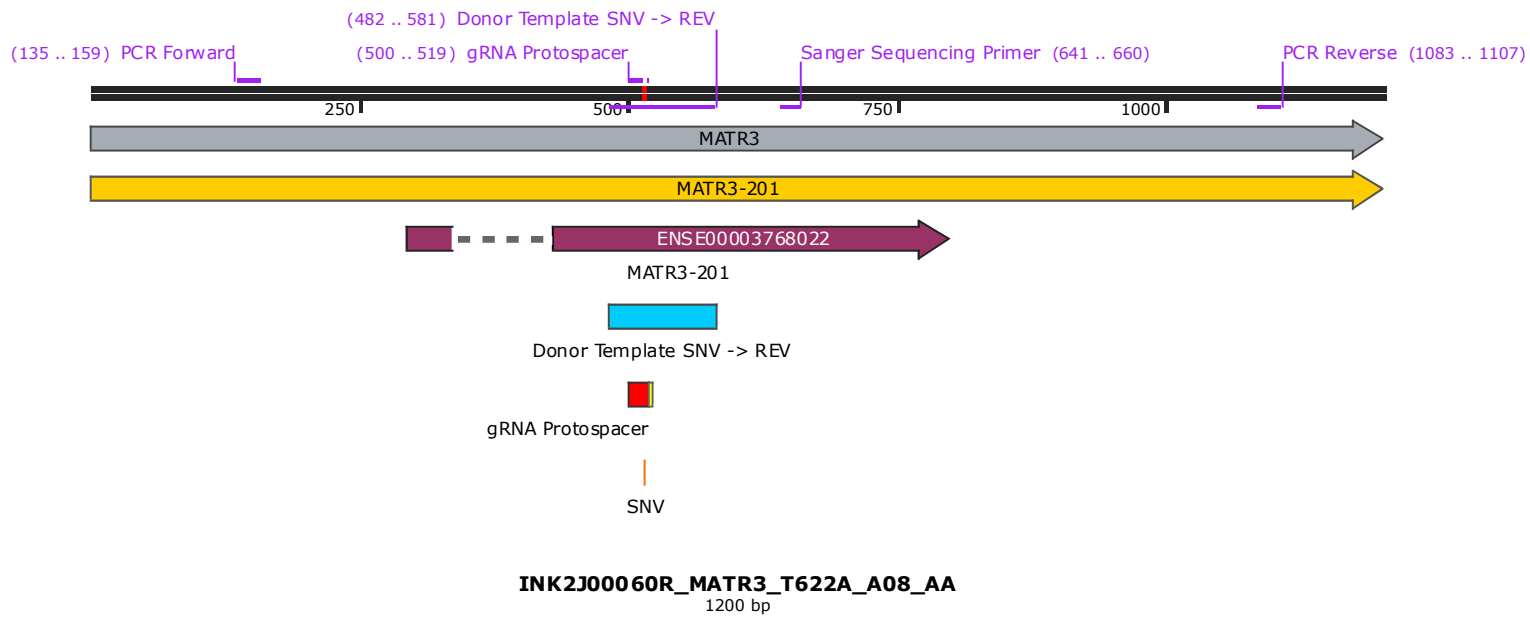 (482 .. 581) Donor Template SNV -> REV
(135 .. 159) PCR Forward
(500 .. 519) gRNA Protospacer
Sanger Sequencing Primer (641 .. 660)
PCR Reverse (1083 .. 1107)
250
500
750
1000
MATR3
MATR3-201
ENSE00003768022
MATR3-201
Donor Template SNV -> REV
gRNA Protospacer
SNV
INK2J00060R_MATR3_T622A_A08_AA
1200 bp